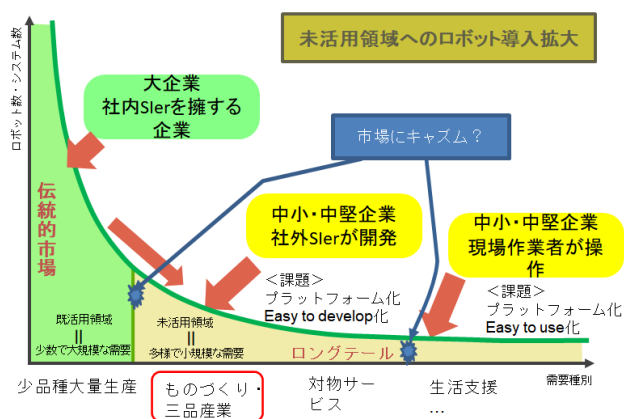 未活用領域へのロボット導入拡大
ロボット数・システム数
大企業
社内SIerを擁する
企業
市場にキャズム？
伝統的市場
中小・中堅企業
社外SIerが開発
中小・中堅企業
現場作業者が操
作
＜課題＞
プラットフォーム化
Easy to develop化
＜課題＞
プラットフォーム化
Easy to use化
既活用領域
||
少数で大規模な需要
未活用領域
||
多様で小規模な需要
ロングテール
少品種大量生産
ものづくり・
三品産業
対物サー
ビス
生活支援
…
需要種別